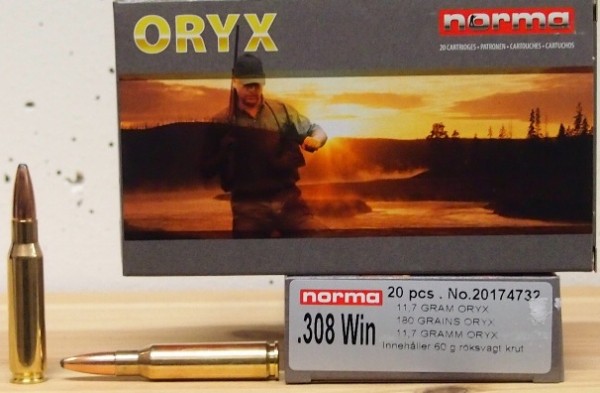 ORYX
norma
20 CARTRIDGES • PATRONEN • CARTOUCHES • CARTUCHOS
norma 20 pcs . No.20174732
11,7 GRAM ORYX
180 GRAINS ORYX
.308 Win
11,7 GRAMM ORYX
Innehåller 60 g röksvagt krut